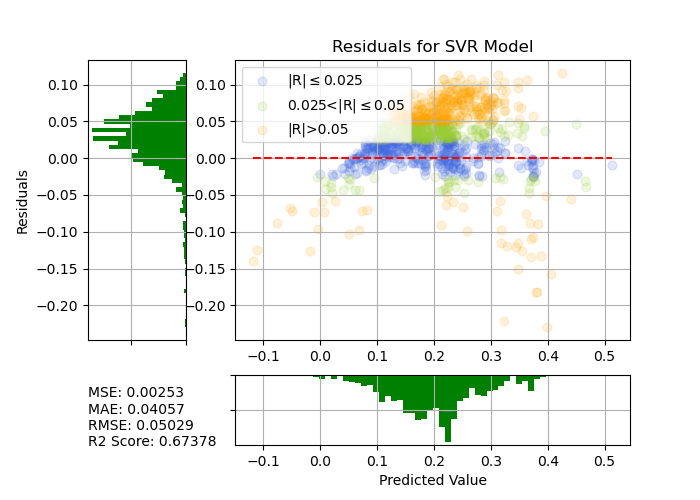 Residuals for SVR Model
|R| ≤ 0.025
0.025<|R| ≤ 0.05
|R|>0.05
0.10
0.05
0.00
−0.05
−0.10
−0.15
−0.20
Residuals
0.10
0.05
0.00
−0.05
−0.10
−0.15
−0.20
−0.1 0.0 0.1 0.2 0.3 0.4 0.5
MSE: 0.00253
MAE: 0.04057
RMSE: 0.05029
R2 Score: 0.67378
−0.1 0.0 0.1 0.2 0.3 0.4 0.5
Predicted Value